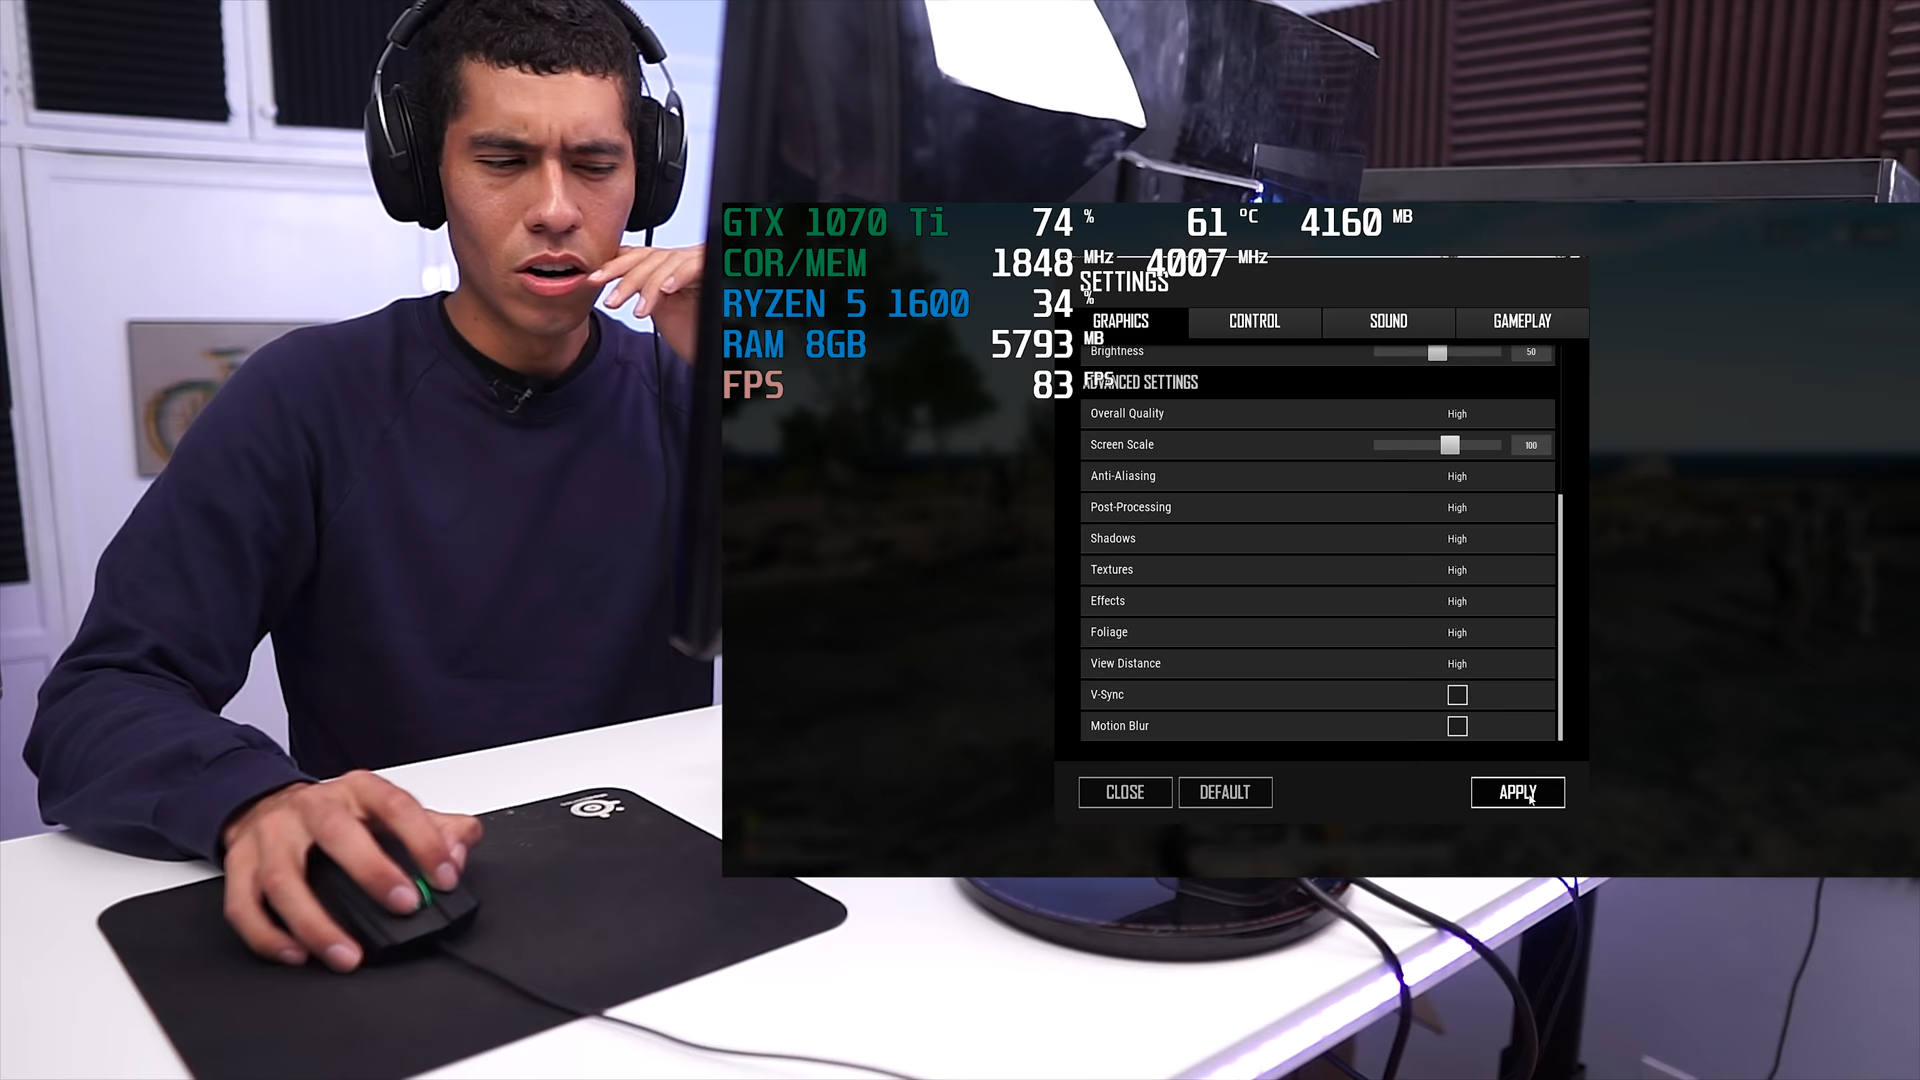 GTX 1070 Ti 74 % 61 °C 4160 MB
COR/MEM 1848 MHz 4007 MHz
SETTINGS
RYZEN 5 1600 34 %
GRAPHICS CONTROL SOUND GAMEPLAY
RAM 8GB 5793 MB
Brightness 50
FPS 83 FPS
ADVANCED SETTINGS
Overall Quality High
Screen Scale 100
Anti-Aliasing High
Post-Processing High
Shadows High
Textures High
Effects High
Foliage High
View Distance High
V-Sync
Motion Blur
CLOSE DEFAULT APPLY